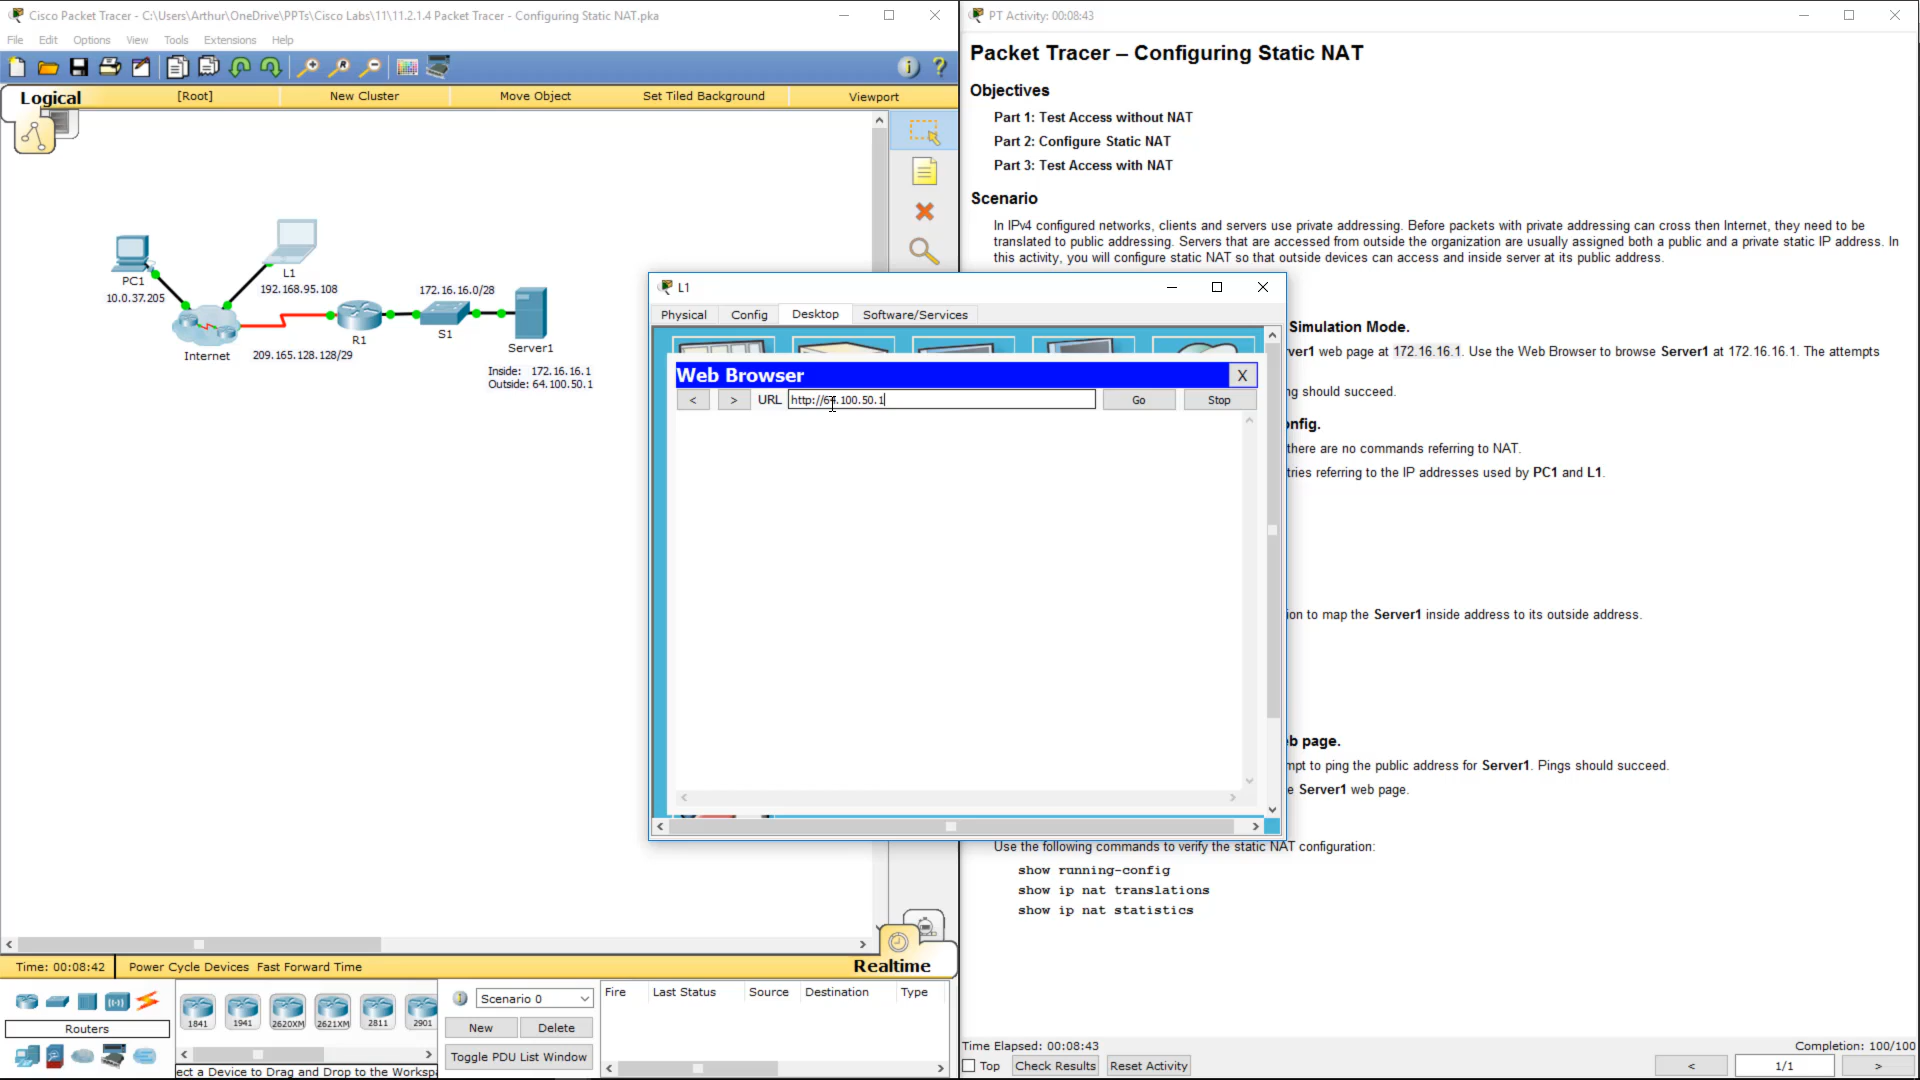 Cisco Packet Tracer - C:\Users\Arthur\OneDrive\PPTs\Cisco Labs\11\11.2.1.4 Packet Tracer - Configuring Static NAT.pka
File Edit Options View Tools Extensions Help
Logical [Root] New Cluster Move Object Set Tiled Background Viewport
PC1
10.0.37.205
L1
192.168.95.108
Internet
209.165.128.128/29
R1
172.16.16.0/28
S1
Server1
Inside: 172.16.16.1
Outside: 64.100.50.1
L1
Physical Config Desktop Software/Services
Web Browser X
< > URL http://64.100.50.1 Go Stop
Time: 00:08:42 Power Cycle Devices Fast Forward Time Realtime
Routers
1841 1941 2620XM 2621XM 2811 2901
ect a Device to Drag and Drop to the Worksp
Scenario 0
New Delete
Toggle PDU List Window
Fire Last Status Source Destination Type
PT Activity: 00:08:43
Packet Tracer – Configuring Static NAT
Objectives
Part 1: Test Access without NAT
Part 2: Configure Static NAT
Part 3: Test Access with NAT
Scenario
In IPv4 configured networks, clients and servers use private addressing. Before packets with private addressing can cross then Internet, they need to be
translated to public addressing. Servers that are accessed from outside the organization are usually assigned both a public and a private static IP address. In
this activity, you will configure static NAT so that outside devices can access and inside server at its public address.
Simulation Mode.
ver1 web page at 172.16.16.1. Use the Web Browser to browse Server1 at 172.16.16.1. The attempts
g should succeed.
nfig.
there are no commands referring to NAT.
tries referring to the IP addresses used by PC1 and L1.
ion to map the Server1 inside address to its outside address.
b page.
mpt to ping the public address for Server1. Pings should succeed.
e Server1 web page.
Use the following commands to verify the static NAT configuration:
show running-config
show ip nat translations
show ip nat statistics
Time Elapsed: 00:08:43 Completion: 100/100
Top Check Results Reset Activity < 1/1 >